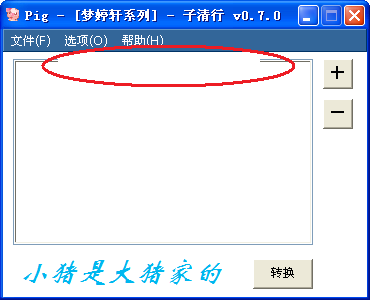 Pig - [梦婷轩系列] - 子清行 v0.7.0
文件(F) 选项(O) 帮助(H)
+
-
小猪是大猪家的
转换